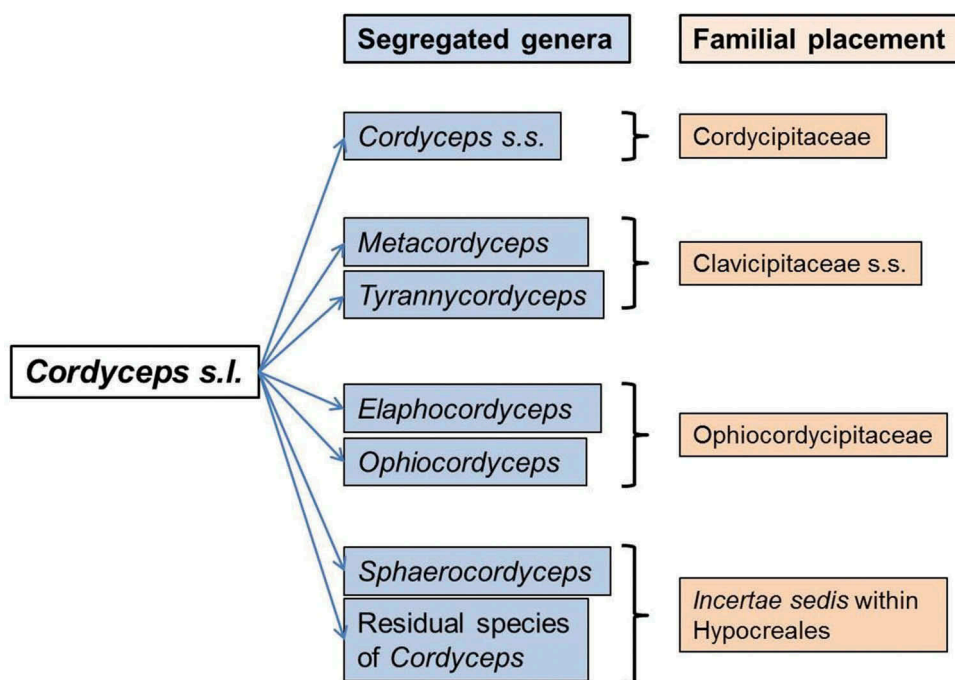 Segregated genera
Familial placement
Cordyceps s.s.
Cordycipitaceae
Metacordyceps
Tyrannycordyceps
Clavicipitaceae s.s.
Cordyceps s.l.
Elaphocordyceps
Ophiocordyceps
Ophiocordycipitaceae
Sphaerocordyceps
Residual species
of Cordyceps
Incertae sedis within
Hypocreales